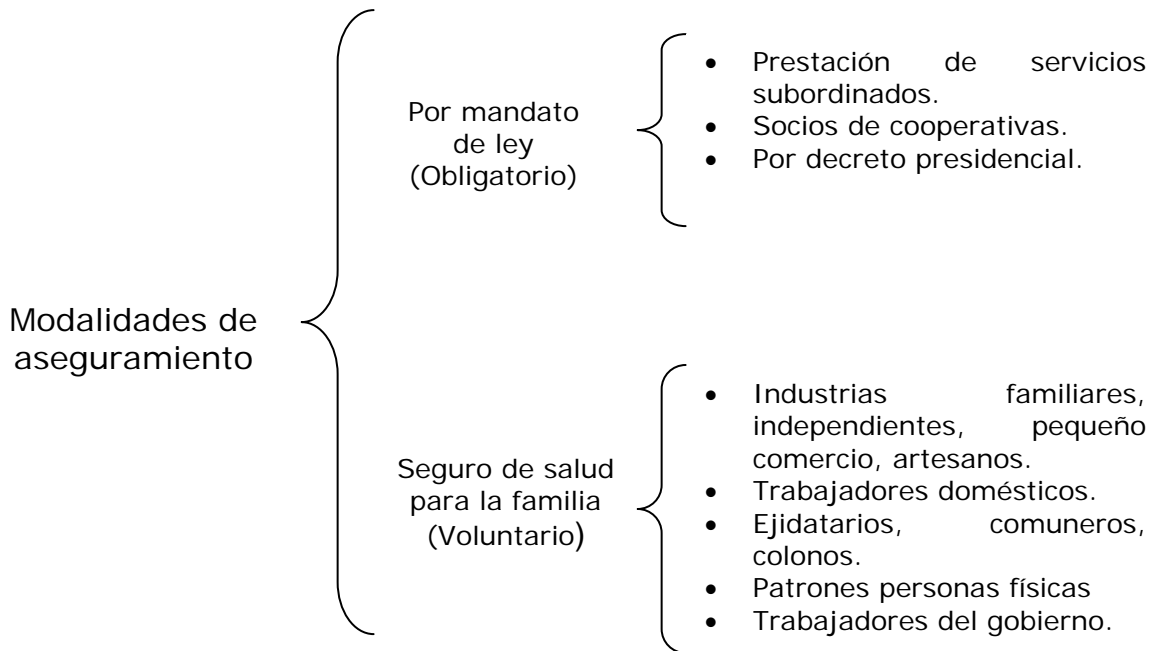 Modalidades de
aseguramiento
Por mandato
de ley
(Obligatorio)
• Prestación de servicios
subordinados.
• Socios de cooperativas.
• Por decreto presidencial.
Seguro de salud
para la familia
(Voluntario)
• Industrias familiares,
independientes, pequeño
comercio, artesanos.
• Trabajadores domésticos.
• Ejidatarios, comuneros,
colonos.
• Patrones personas físicas
• Trabajadores del gobierno.